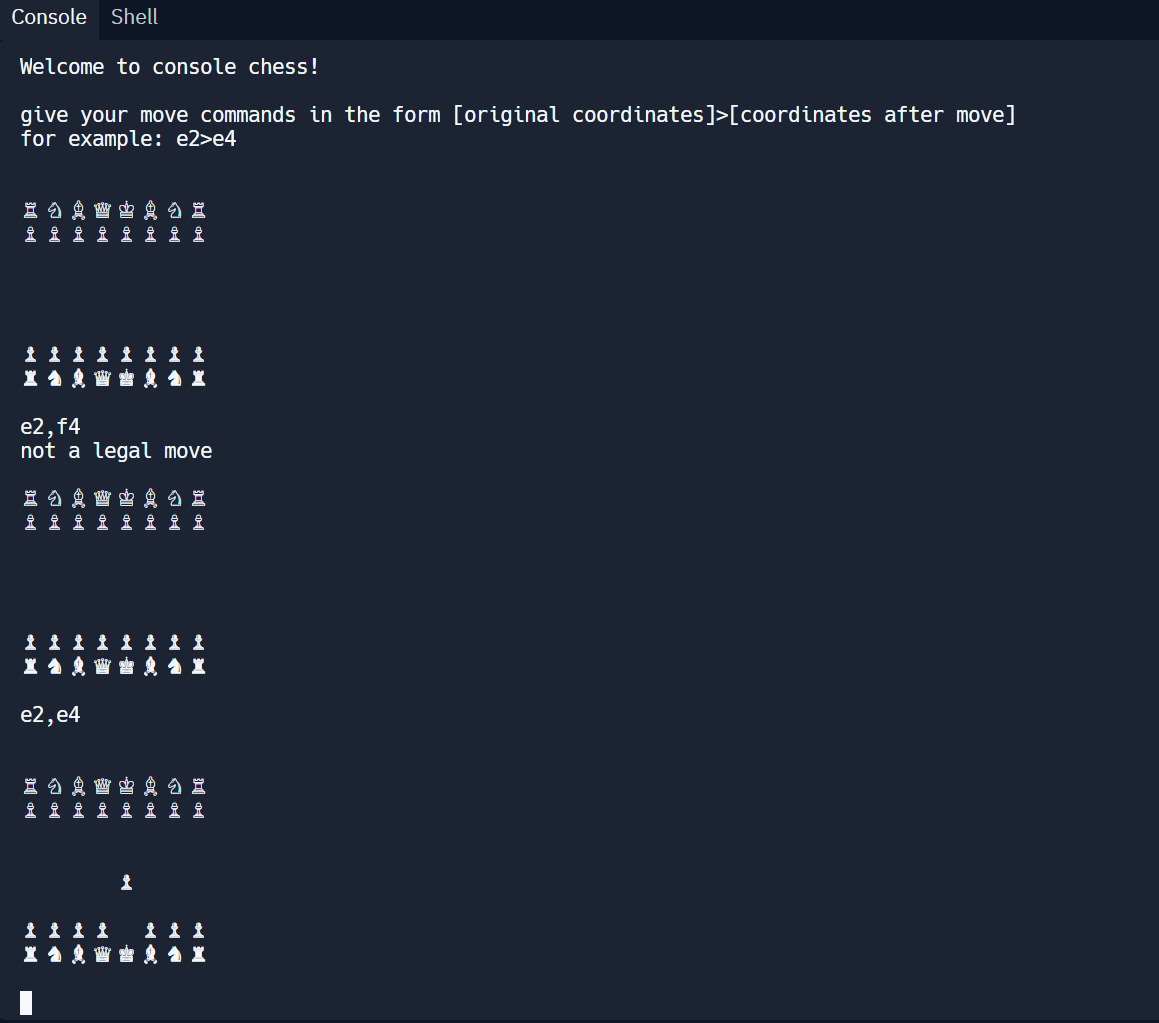 Console Shell
Welcome to console chess!
give your move commands in the form [original coordinates]>[coordinates after move]
for example: e2>e4
♖ ♘ ♗ ♕ ♔ ♗ ♘ ♖
♙ ♙ ♙ ♙ ♙ ♙ ♙ ♙
♟ ♟ ♟ ♟ ♟ ♟ ♟ ♟
♜ ♞ ♝ ♛ ♚ ♝ ♞ ♜
e2,f4
not a legal move
♖ ♘ ♗ ♕ ♔ ♗ ♘ ♖
♙ ♙ ♙ ♙ ♙ ♙ ♙ ♙
♟ ♟ ♟ ♟ ♟ ♟ ♟ ♟
♜ ♞ ♝ ♛ ♚ ♝ ♞ ♜
e2,e4
♖ ♘ ♗ ♕ ♔ ♗ ♘ ♖
♙ ♙ ♙ ♙ ♙ ♙ ♙ ♙
♟
♟ ♟ ♟ ♟   ♟ ♟ ♟
♜ ♞ ♝ ♛ ♚ ♝ ♞ ♜